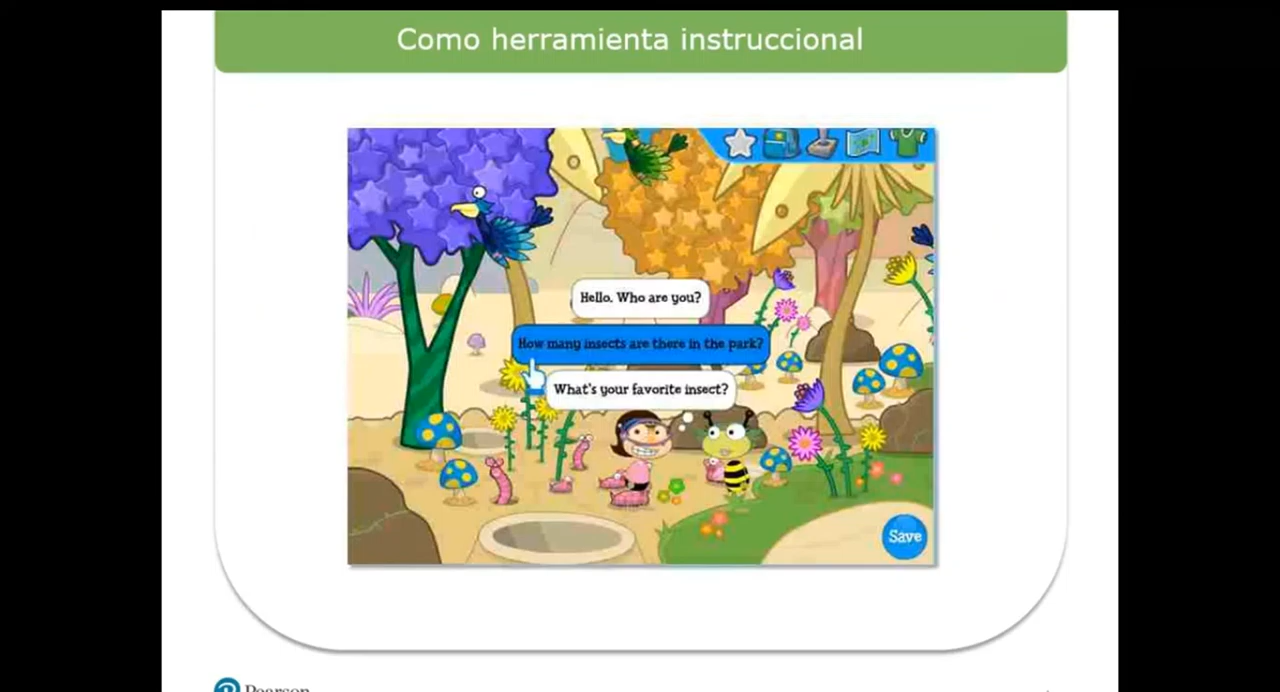 Como herramienta instruccional
Hello. Who are you?
How many insects are there in the park?
What's your favorite insect?
Save
Pearson